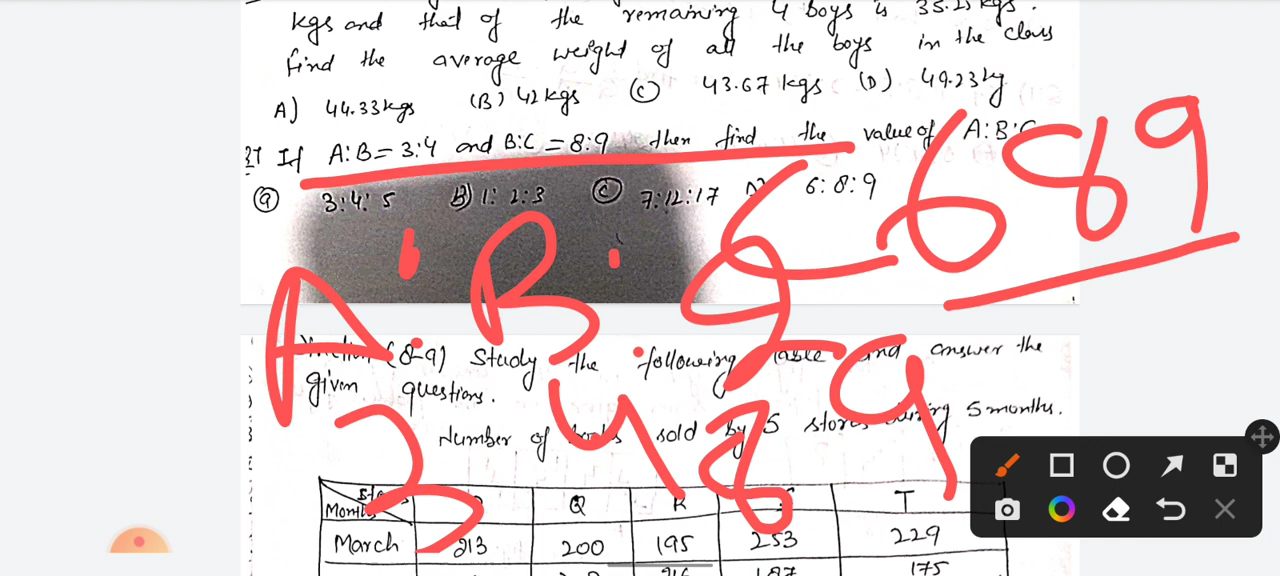 kgs and that of the remaining 4 boys is 35.25 kgs.
find the average weight of all the boys in the class
A) 44.33kgs (B) 42kgs (C) 43.67 kgs (D) 49.23kg
If A:B = 3:4 and B:C = 8:9 then find the value of A:B:C
(a) 3:4:5 B) 1:2:3 (C) 7:12:17 D) 6:8:9
689
A : B : C
3 : 4 8 : 9
(8-9) Study the following table and answer the
given questions.
Number of books sold by 5 stores during 5 months.
Months Q R S T
March 213 200 195 253 229
187 175